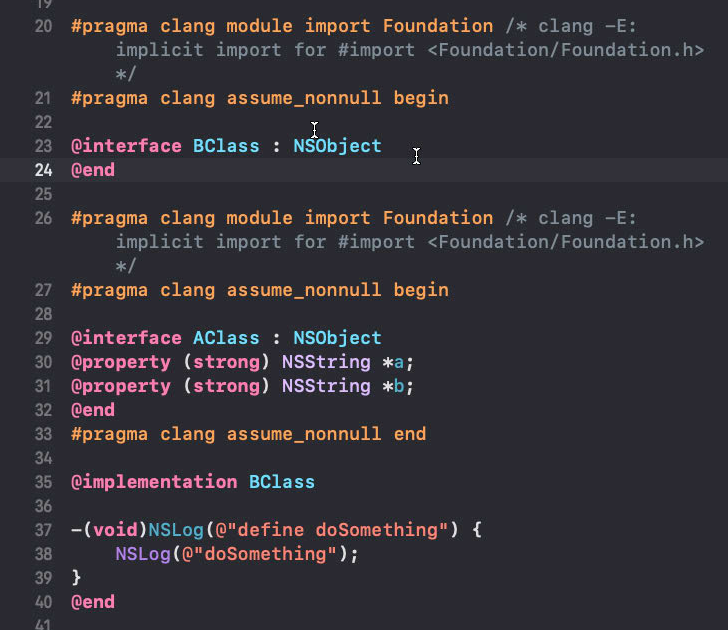 19
20 #pragma clang module import Foundation /* clang -E:
implicit import for #import <Foundation/Foundation.h>
*/
21 #pragma clang assume_nonnull begin
22
23 @interface BClass : NSObject
24 @end
25
26 #pragma clang module import Foundation /* clang -E:
implicit import for #import <Foundation/Foundation.h>
*/
27 #pragma clang assume_nonnull begin
28
29 @interface AClass : NSObject
30 @property (strong) NSString *a;
31 @property (strong) NSString *b;
32 @end
33 #pragma clang assume_nonnull end
34
35 @implementation BClass
36
37 -(void)NSLog(@"define doSomething") {
38     NSLog(@"doSomething");
39 }
40 @end
41